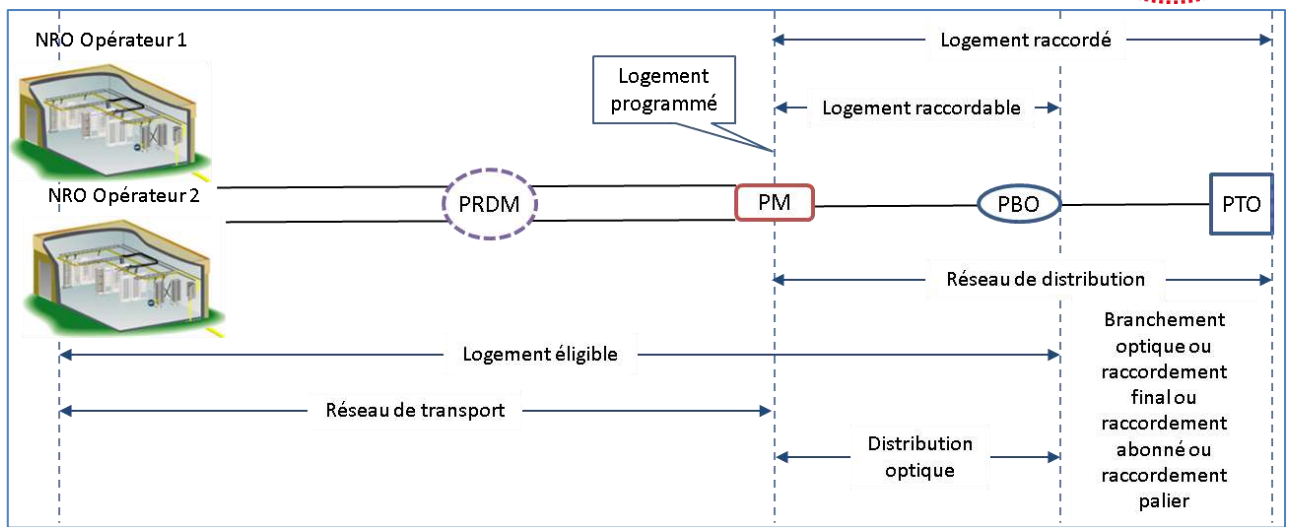 NRO Opérateur 1
Logement raccordé
Logement
programmé
Logement raccordable
NRO Opérateur 2
PRDM
PM
PBO
PTO
Réseau de distribution
Logement éligible
Réseau de transport
Distribution
optique
Branchement
optique ou
raccordement
final ou
raccordement
abonné ou
raccordement
palier